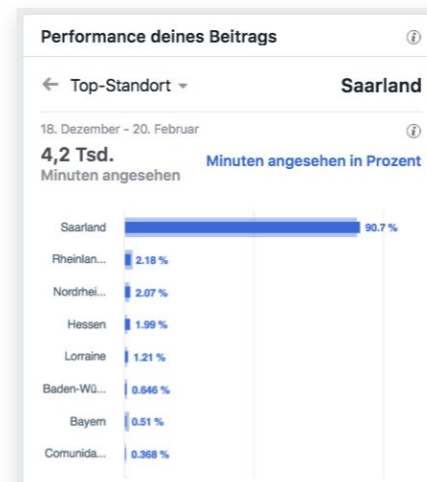 Performance deines Beitrags
Top-Standort
Saarland
18. Dezember - 20. Februar
4,2 Tsd.
Minuten angesehen in Prozent
Minuten angesehen
Saarland 90.7 %
Rheinlan... 2.18 %
Nordrhei... 2.07 %
Hessen 1.99 %
Lorraine 1.21 %
Baden-Wü... 0.646 %
Bayern 0.51 %
Comunida... 0.368 %